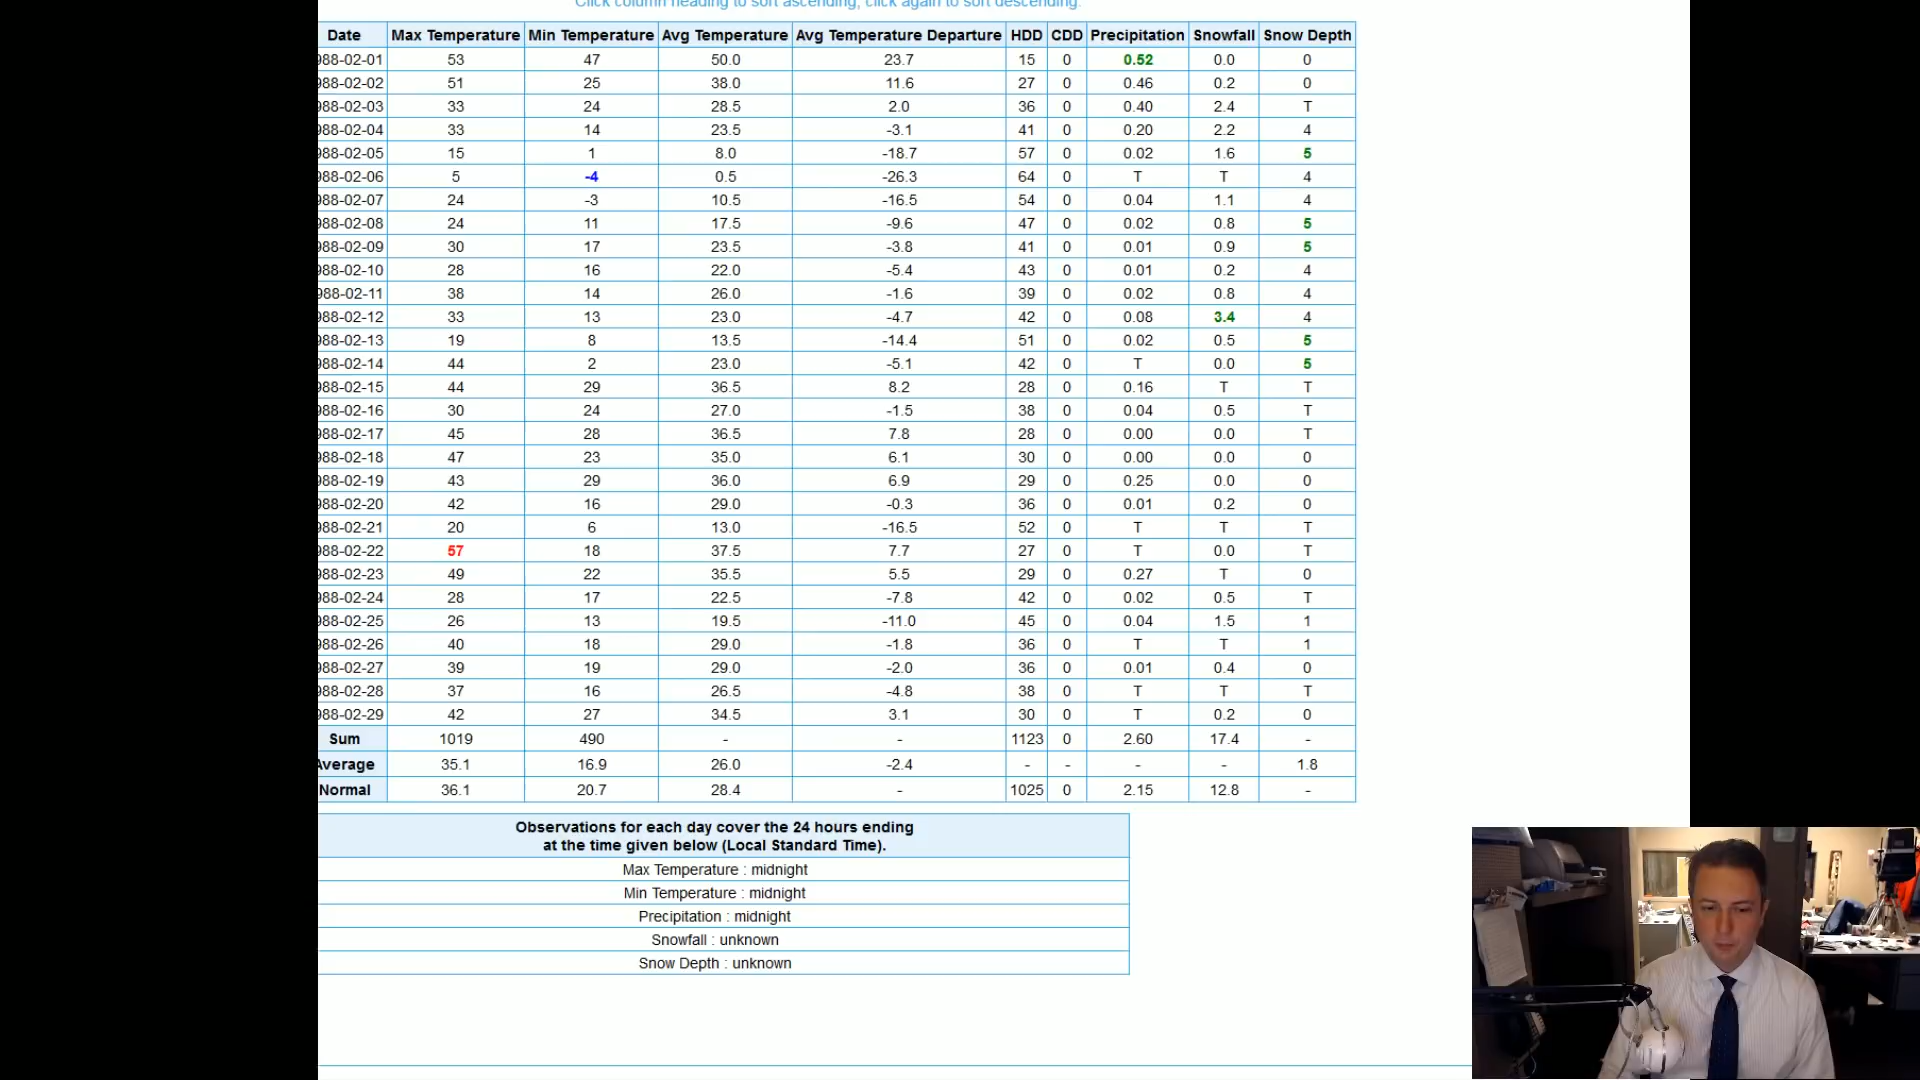 Click column heading to sort ascending, click again to sort descending.
Date Max Temperature Min Temperature Avg Temperature Avg Temperature Departure HDD CDD Precipitation Snowfall Snow Depth
988-02-01 53 47 50.0 23.7 15 0 0.52 0.0 0
988-02-02 51 25 38.0 11.6 27 0 0.46 0.2 0
988-02-03 33 24 28.5 2.0 36 0 0.40 2.4 T
988-02-04 33 14 23.5 -3.1 41 0 0.20 2.2 4
988-02-05 15 1 8.0 -18.7 57 0 0.02 1.6 5
988-02-06 5 -4 0.5 -26.3 64 0 T T 4
988-02-07 24 -3 10.5 -16.5 54 0 0.04 1.1 4
988-02-08 24 11 17.5 -9.6 47 0 0.02 0.8 5
988-02-09 30 17 23.5 -3.8 41 0 0.01 0.9 5
988-02-10 28 16 22.0 -5.4 43 0 0.01 0.2 4
988-02-11 38 14 26.0 -1.6 39 0 0.02 0.8 4
988-02-12 33 13 23.0 -4.7 42 0 0.08 3.4 4
988-02-13 19 8 13.5 -14.4 51 0 0.02 0.5 5
988-02-14 44 2 23.0 -5.1 42 0 T 0.0 5
988-02-15 44 29 36.5 8.2 28 0 0.16 T T
988-02-16 30 24 27.0 -1.5 38 0 0.04 0.5 T
988-02-17 45 28 36.5 7.8 28 0 0.00 0.0 T
988-02-18 47 23 35.0 6.1 30 0 0.00 0.0 0
988-02-19 43 29 36.0 6.9 29 0 0.25 0.0 0
988-02-20 42 16 29.0 -0.3 36 0 0.01 0.2 0
988-02-21 20 6 13.0 -16.5 52 0 T T T
988-02-22 57 18 37.5 7.7 27 0 T 0.0 T
988-02-23 49 22 35.5 5.5 29 0 0.27 T 0
988-02-24 28 17 22.5 -7.8 42 0 0.02 0.5 T
988-02-25 26 13 19.5 -11.0 45 0 0.04 1.5 1
988-02-26 40 18 29.0 -1.8 36 0 T T 1
988-02-27 39 19 29.0 -2.0 36 0 0.01 0.4 0
988-02-28 37 16 26.5 -4.8 38 0 T T T
988-02-29 42 27 34.5 3.1 30 0 T 0.2 0
Sum 1019 490 - - 1123 0 2.60 17.4 -
Average 35.1 16.9 26.0 -2.4 - - - - 1.8
Normal 36.1 20.7 28.4 - 1025 0 2.15 12.8 -
Observations for each day cover the 24 hours ending
at the time given below (Local Standard Time).
Max Temperature : midnight
Min Temperature : midnight
Precipitation : midnight
Snowfall : unknown
Snow Depth : unknown